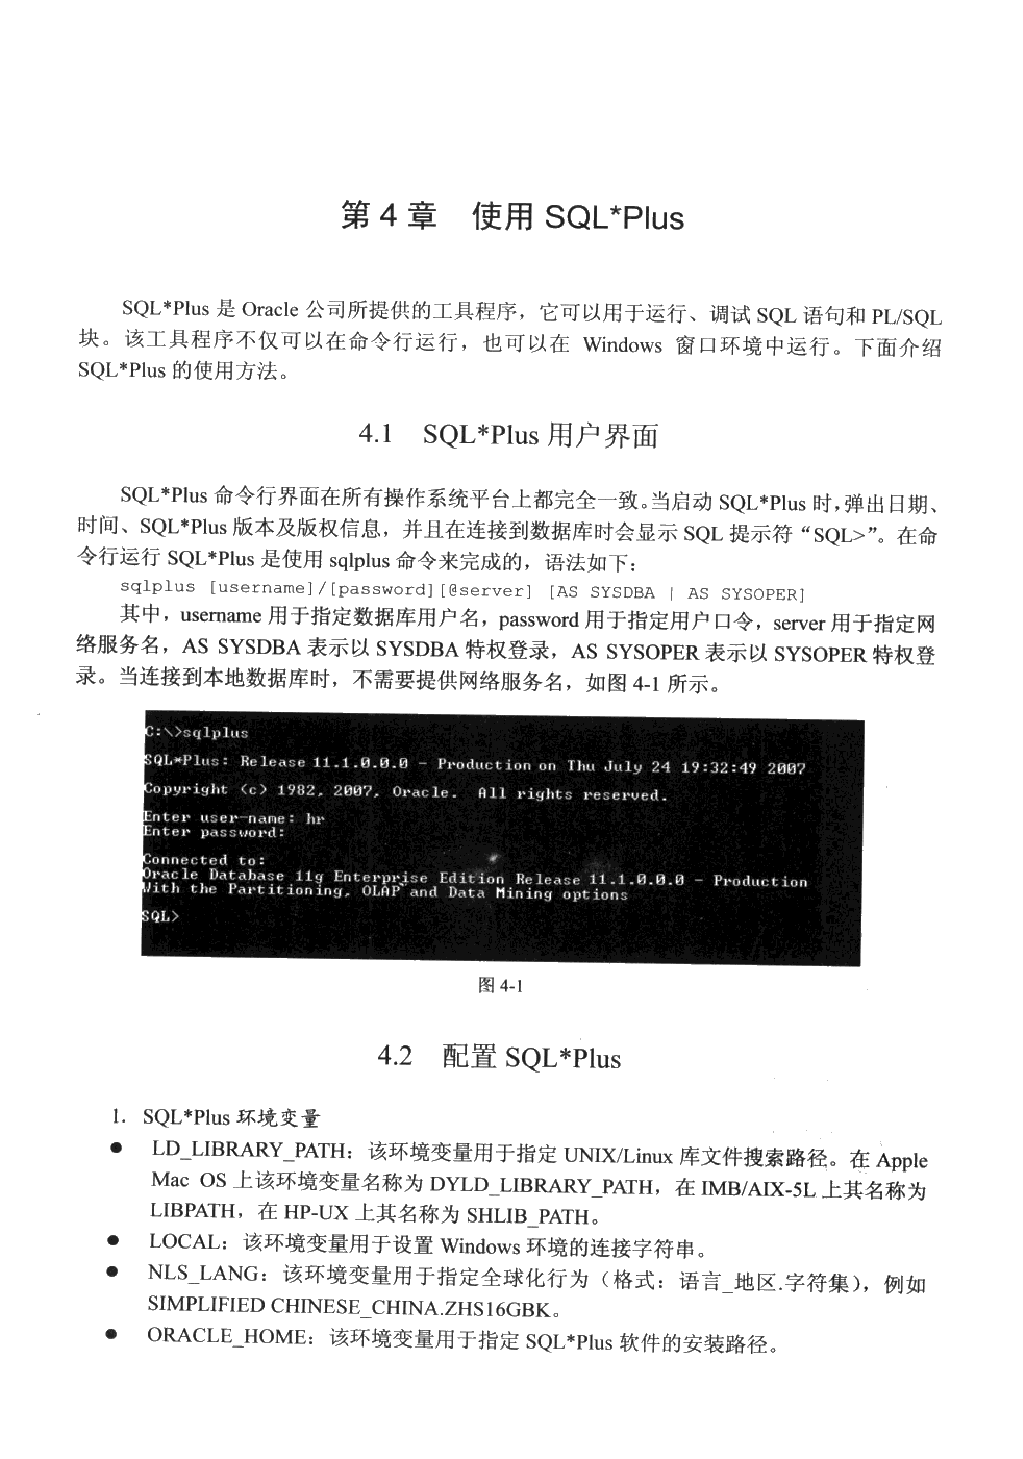 第 4 章 使用 SQL*Plus
SQL*Plus 是 Oracle 公司所提供的工具程序，它可以用于运行、调试 SQL 语句和 PL/SQL
块。该工具程序不仅可以在命令行运行，也可以在 Windows 窗口环境中运行。下面介绍
SQL*Plus 的使用方法。
4.1 SQL*Plus 用户界面
SQL*Plus 命令行界面在所有操作系统平台上都完全一致。当启动 SQL*Plus 时，弹出日期、
时间、SQL*Plus 版本及版权信息，并且在连接到数据库时会显示 SQL 提示符“SQL>”。在命
令行运行 SQL*Plus 是使用 sqlplus 命令来完成的，语法如下：
sqlplus [username]/[password][@server] [AS SYSDBA | AS SYSOPER]
其中，username 用于指定数据库用户名，password 用于指定用户口令，server 用于指定网
络服务名，AS SYSDBA 表示以 SYSDBA 特权登录，AS SYSOPER 表示以 SYSOPER 特权登
录。当连接到本地数据库时，不需要提供网络服务名，如图 4-1 所示。
C:\>sqlplus
SQL*Plus: Release 11.1.0.0.0 - Production on Thu July 24 19:32:49 2007
Copyright (c) 1982, 2007, Oracle. All rights reserved.
Enter user-name: hr
Enter password:
Connected to:
Oracle Database 11g Enterprise Edition Release 11.1.0.0.0 - Production
With the Partitioning, OLAP and Data Mining options
SQL>
图 4-1
4.2 配置 SQL*Plus
1. SQL*Plus 环境变量
● LD_LIBRARY_PATH：该环境变量用于指定 UNIX/Linux 库文件搜索路径。在 Apple
Mac OS 上该环境变量名称为 DYLD_LIBRARY_PATH，在 IMB/AIX-5L 上其名称为
LIBPATH，在 HP-UX 上其名称为 SHLIB_PATH。
● LOCAL：该环境变量用于设置 Windows 环境的连接字符串。
● NLS_LANG：该环境变量用于指定全球化行为（格式：语言_地区.字符集），例如
SIMPLIFIED CHINESE_CHINA.ZHS16GBK。
● ORACLE_HOME：该环境变量用于指定 SQL*Plus 软件的安装路径。